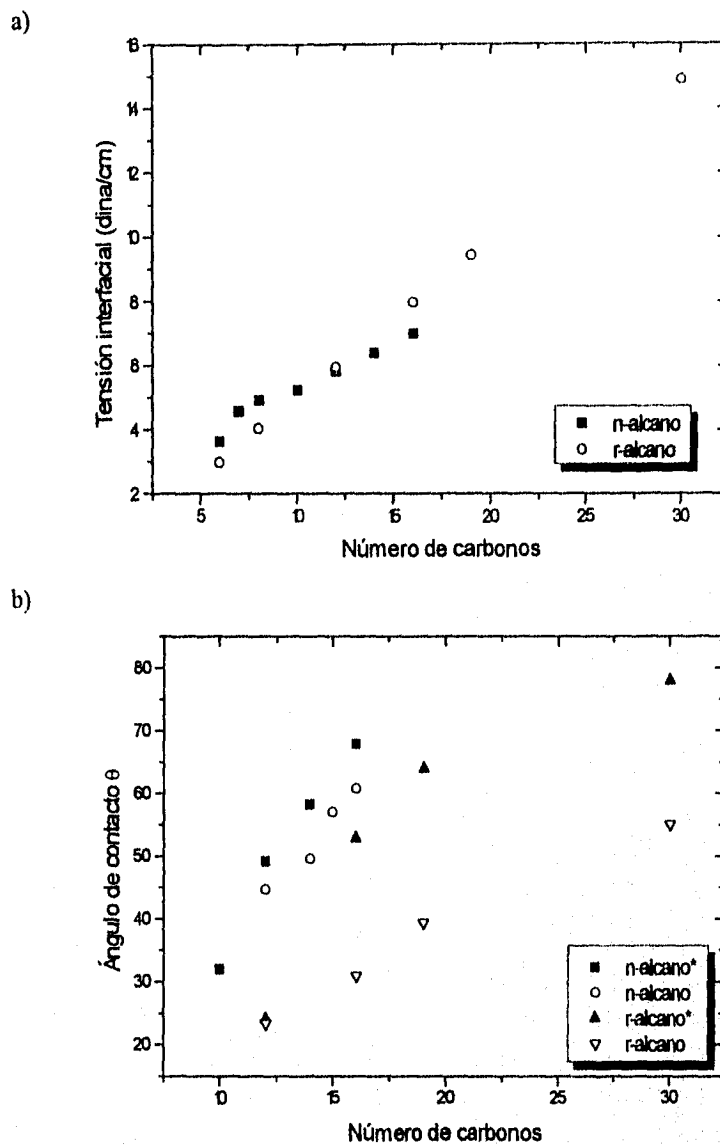 a)
16
14
12
10
8
6
4
2
Tensión interfacial (dina/cm)
5
10
15
20
25
30
Número de carbonos
n-alcano
r-alcano
b)
80
70
60
50
40
30
20
Ángulo de contacto θ
10
15
20
25
30
Número de carbonos
n-alcano*
n-alcano
r-alcano*
r-alcano